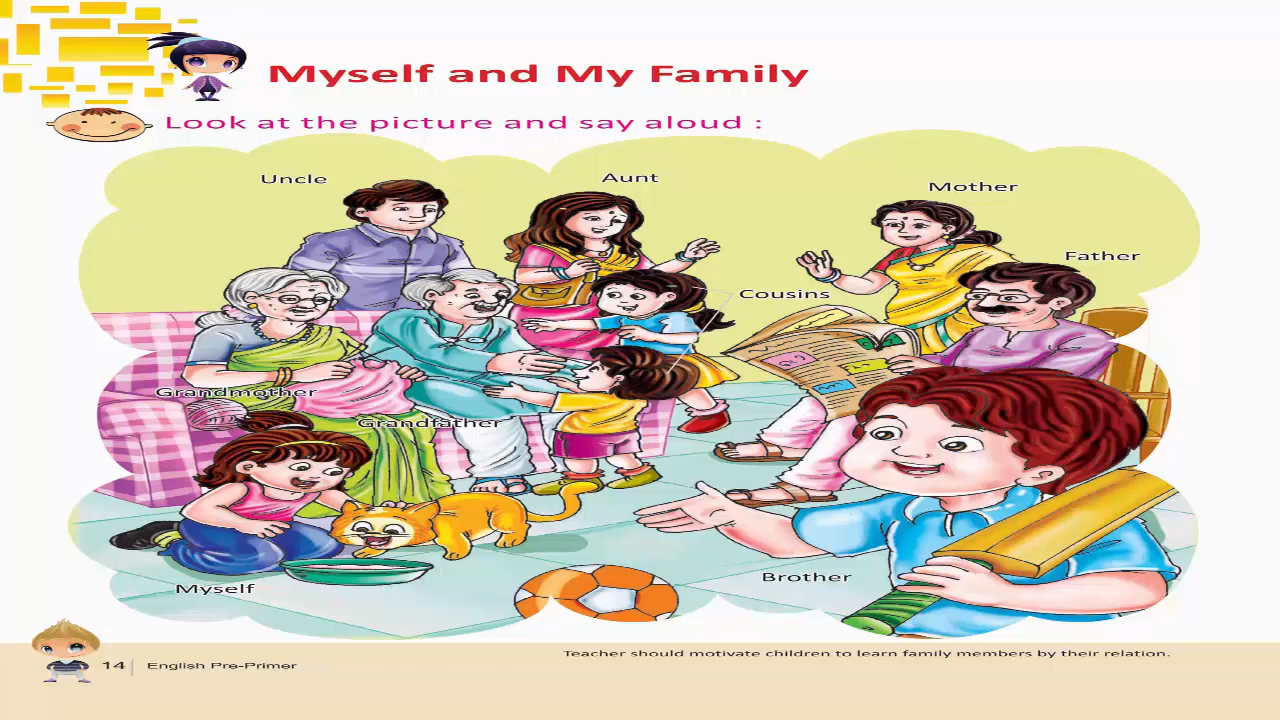 Myself and My Family
Look at the picture and say aloud :
Uncle
Aunt
Mother
Father
Cousins
Grandmother
Grandfather
Myself
Brother
14
English Pre-Primer
Teacher should motivate children to learn family members by their relation.